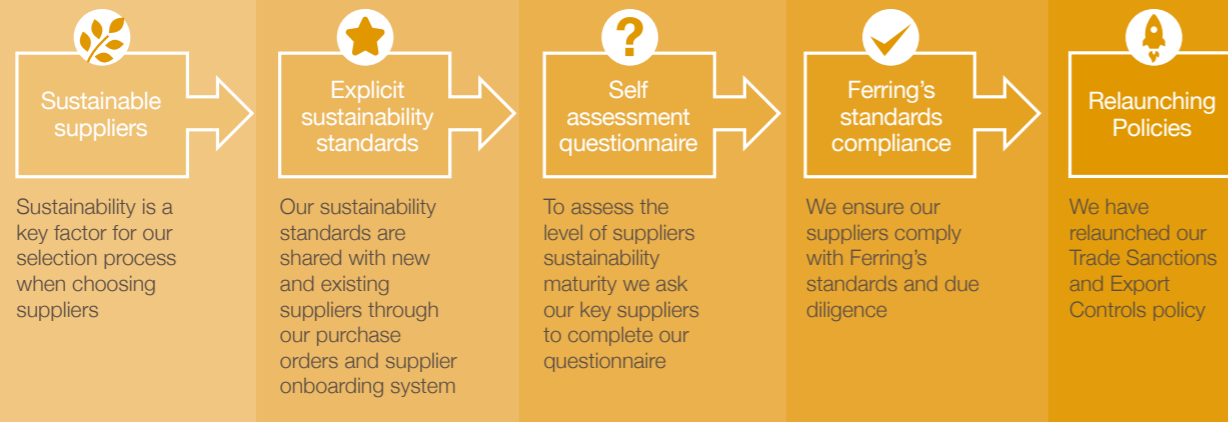 Sustainable
suppliers
Sustainability is a
key factor for our
selection process
when choosing
suppliers
Explicit
sustainability
standards
Our sustainability
standards are
shared with new
and existing
suppliers through
our purchase
orders and supplier
onboarding system
?
Self
assessment
questionnaire
To assess the
level of suppliers
sustainability
maturity we ask
our key suppliers
to complete our
questionnaire
Ferring's
standards
compliance
We ensure our
suppliers comply
with Ferring's
standards and due
diligence
Relaunching
Policies
We have
relaunched our
Trade Sanctions
and Export
Controls policy